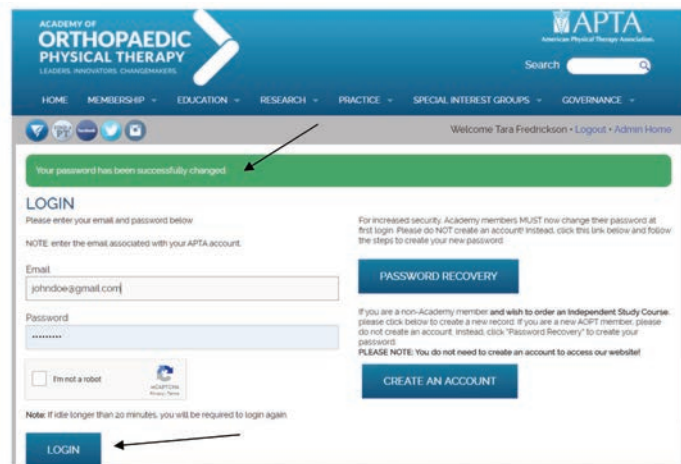 ACADEMY OF
ORTHOPAEDIC
PHYSICAL THERAPY
LEADERS. INNOVATORS. CHANGEMAKERS.
APTA
American Physical Therapy Association.
Search
HOME MEMBERSHIP EDUCATION RESEARCH PRACTICE SPECIAL INTEREST GROUPS GOVERNANCE
PT facebook
Welcome Tara Fredrickson • Logout • Admin Home
Your password has been successfully changed.
LOGIN
Please enter your email and password below
NOTE: enter the email associated with your APTA account.
Email
johndoe@gmail.com
Password
I'm not a robot
reCAPTCHA
Privacy - Terms
Note: If idle longer than 20 minutes, you will be required to login again
LOGIN
For increased security, Academy members MUST now change their password at
first login. Please do NOT create an account! Instead, click this link below and follow
the steps to create your new password.
PASSWORD RECOVERY
If you are a non-Academy member and wish to order an Independent Study Course,
please click below to create a new record. If you are a new AOPT member, please
do not create an account. Instead, click "Password Recovery" to create your
password.
PLEASE NOTE: You do not need to create an account to access our website!
CREATE AN ACCOUNT